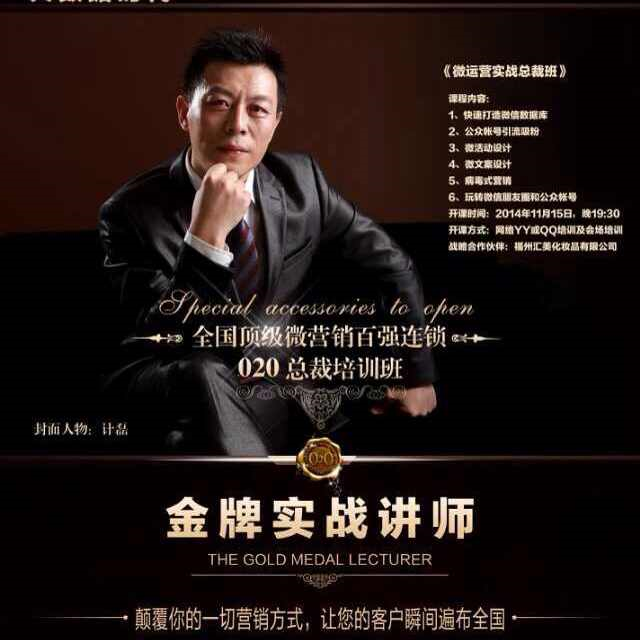 《微运营实战总裁班》
课程内容:
1、快速打造微信数据库
2、公众帐号引流吸粉
3、微活动设计
4、微文案设计
5、病毒式营销
6、玩转微信朋友圈和公众帐号
开课时间: 2014年11月15日，晚19:30
开课方式: 网络YY或QQ培训及会场培训
战略合作伙伴: 福州汇美化妆品有限公司
Special accessories to open
全国顶级微营销百强连锁
020 总裁培训班
封面人物: 计磊
020
金牌实战讲师
THE GOLD MEDAL LECTURER
颠覆你的一切营销方式，让您的客户瞬间遍布全国